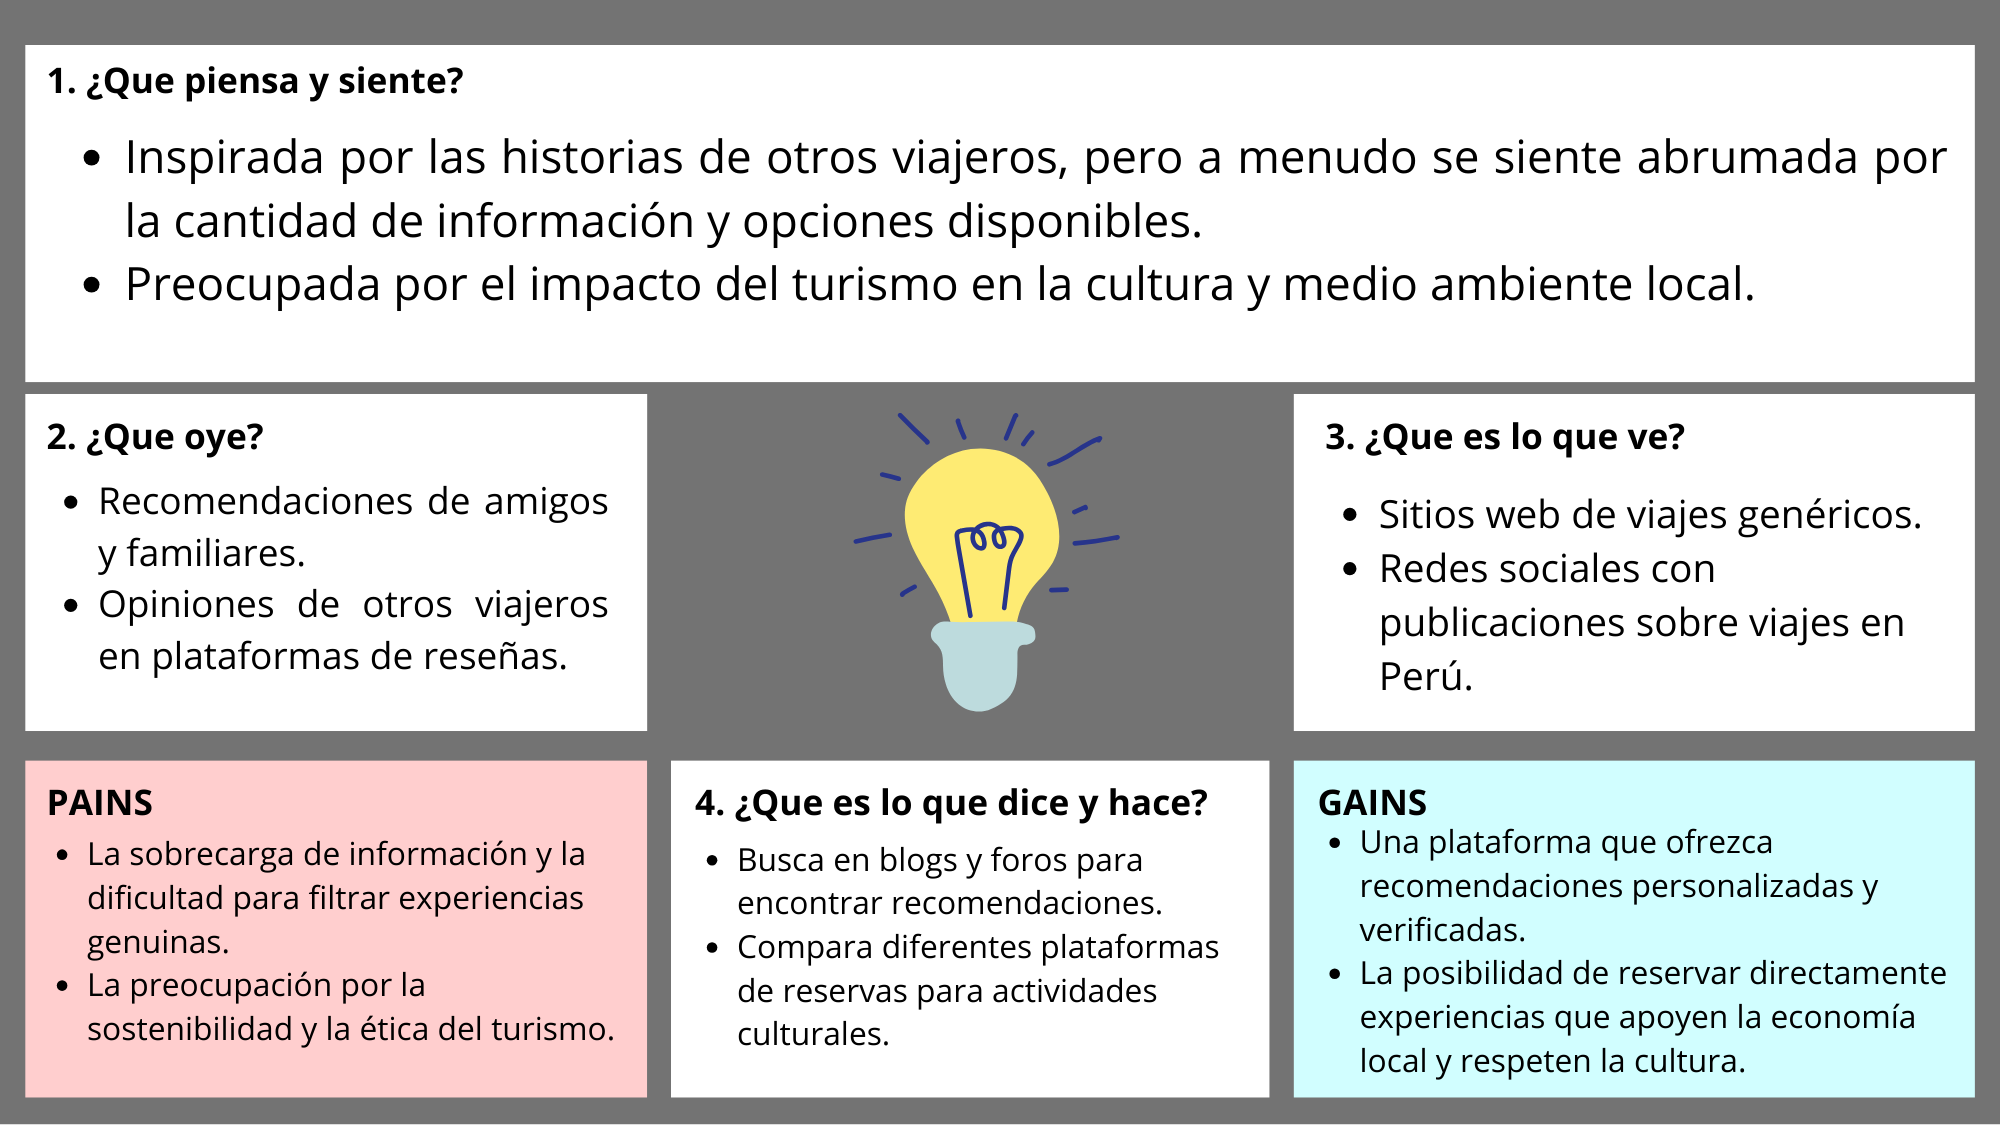 1. ¿Que piensa y siente?
• Inspirada por las historias de otros viajeros, pero a menudo se siente abrumada por
la cantidad de información y opciones disponibles.
• Preocupada por el impacto del turismo en la cultura y medio ambiente local.
2. ¿Que oye?
• Recomendaciones de amigos
y familiares.
• Opiniones de otros viajeros
en plataformas de reseñas.
3. ¿Que es lo que ve?
• Sitios web de viajes genéricos.
• Redes sociales con
publicaciones sobre viajes en
Perú.
PAINS
• La sobrecarga de información y la
dificultad para filtrar experiencias
genuinas.
• La preocupación por la
sostenibilidad y la ética del turismo.
4. ¿Que es lo que dice y hace?
• Busca en blogs y foros para
encontrar recomendaciones.
• Compara diferentes plataformas
de reservas para actividades
culturales.
GAINS
• Una plataforma que ofrezca
recomendaciones personalizadas y
verificadas.
• La posibilidad de reservar directamente
experiencias que apoyen la economía
local y respeten la cultura.